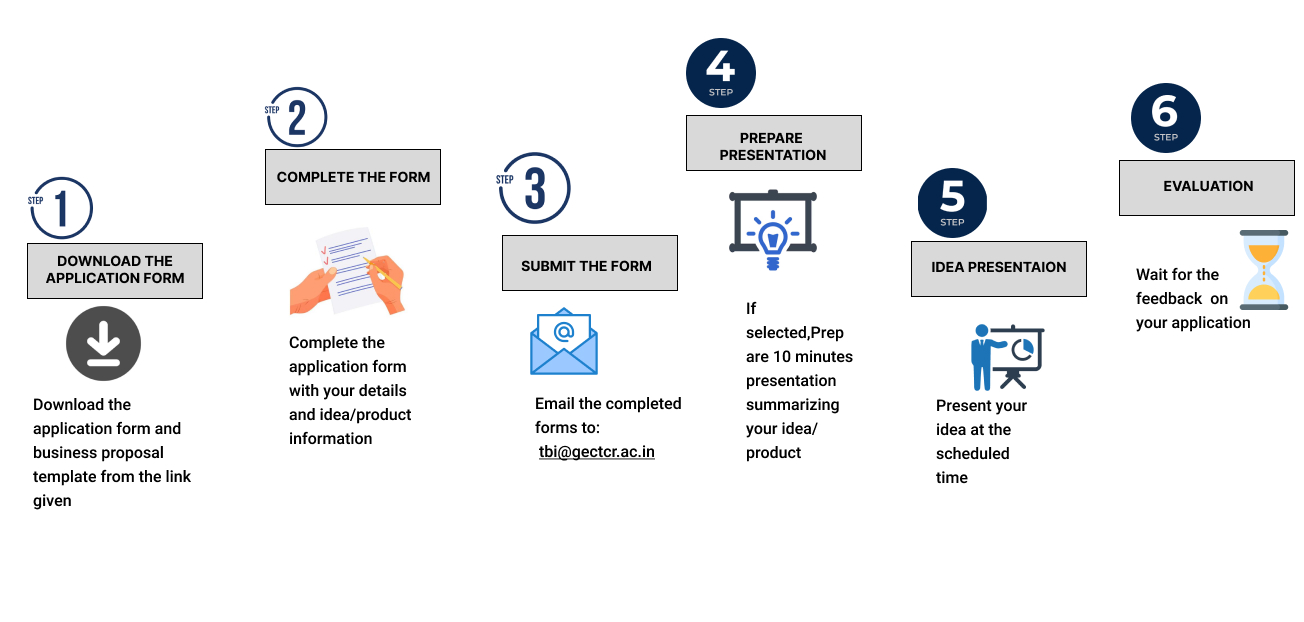 STEP 1
DOWNLOAD THE
APPLICATION FORM
Download the
application form and
business proposal
template from the link
given
STEP 2
COMPLETE THE FORM
Complete the
application form
with your details
and idea/product
information
STEP 3
SUBMIT THE FORM
@
Email the completed
forms to:
tbi@gectcr.ac.in
4
STEP
PREPARE
PRESENTATION
If
selected,Prep
are 10 minutes
presentation
summarizing
your idea/
product
5
STEP
IDEA PRESENTAION
Present your
idea at the
scheduled
time
6
STEP
EVALUATION
Wait for the
feedback on
your application